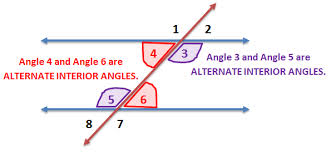 1 2
4 3
Angle 4 and Angle 6 are
ALTERNATE INTERIOR ANGLES.
Angle 3 and Angle 5 are
ALTERNATE INTERIOR ANGLES.
5 6
8 7